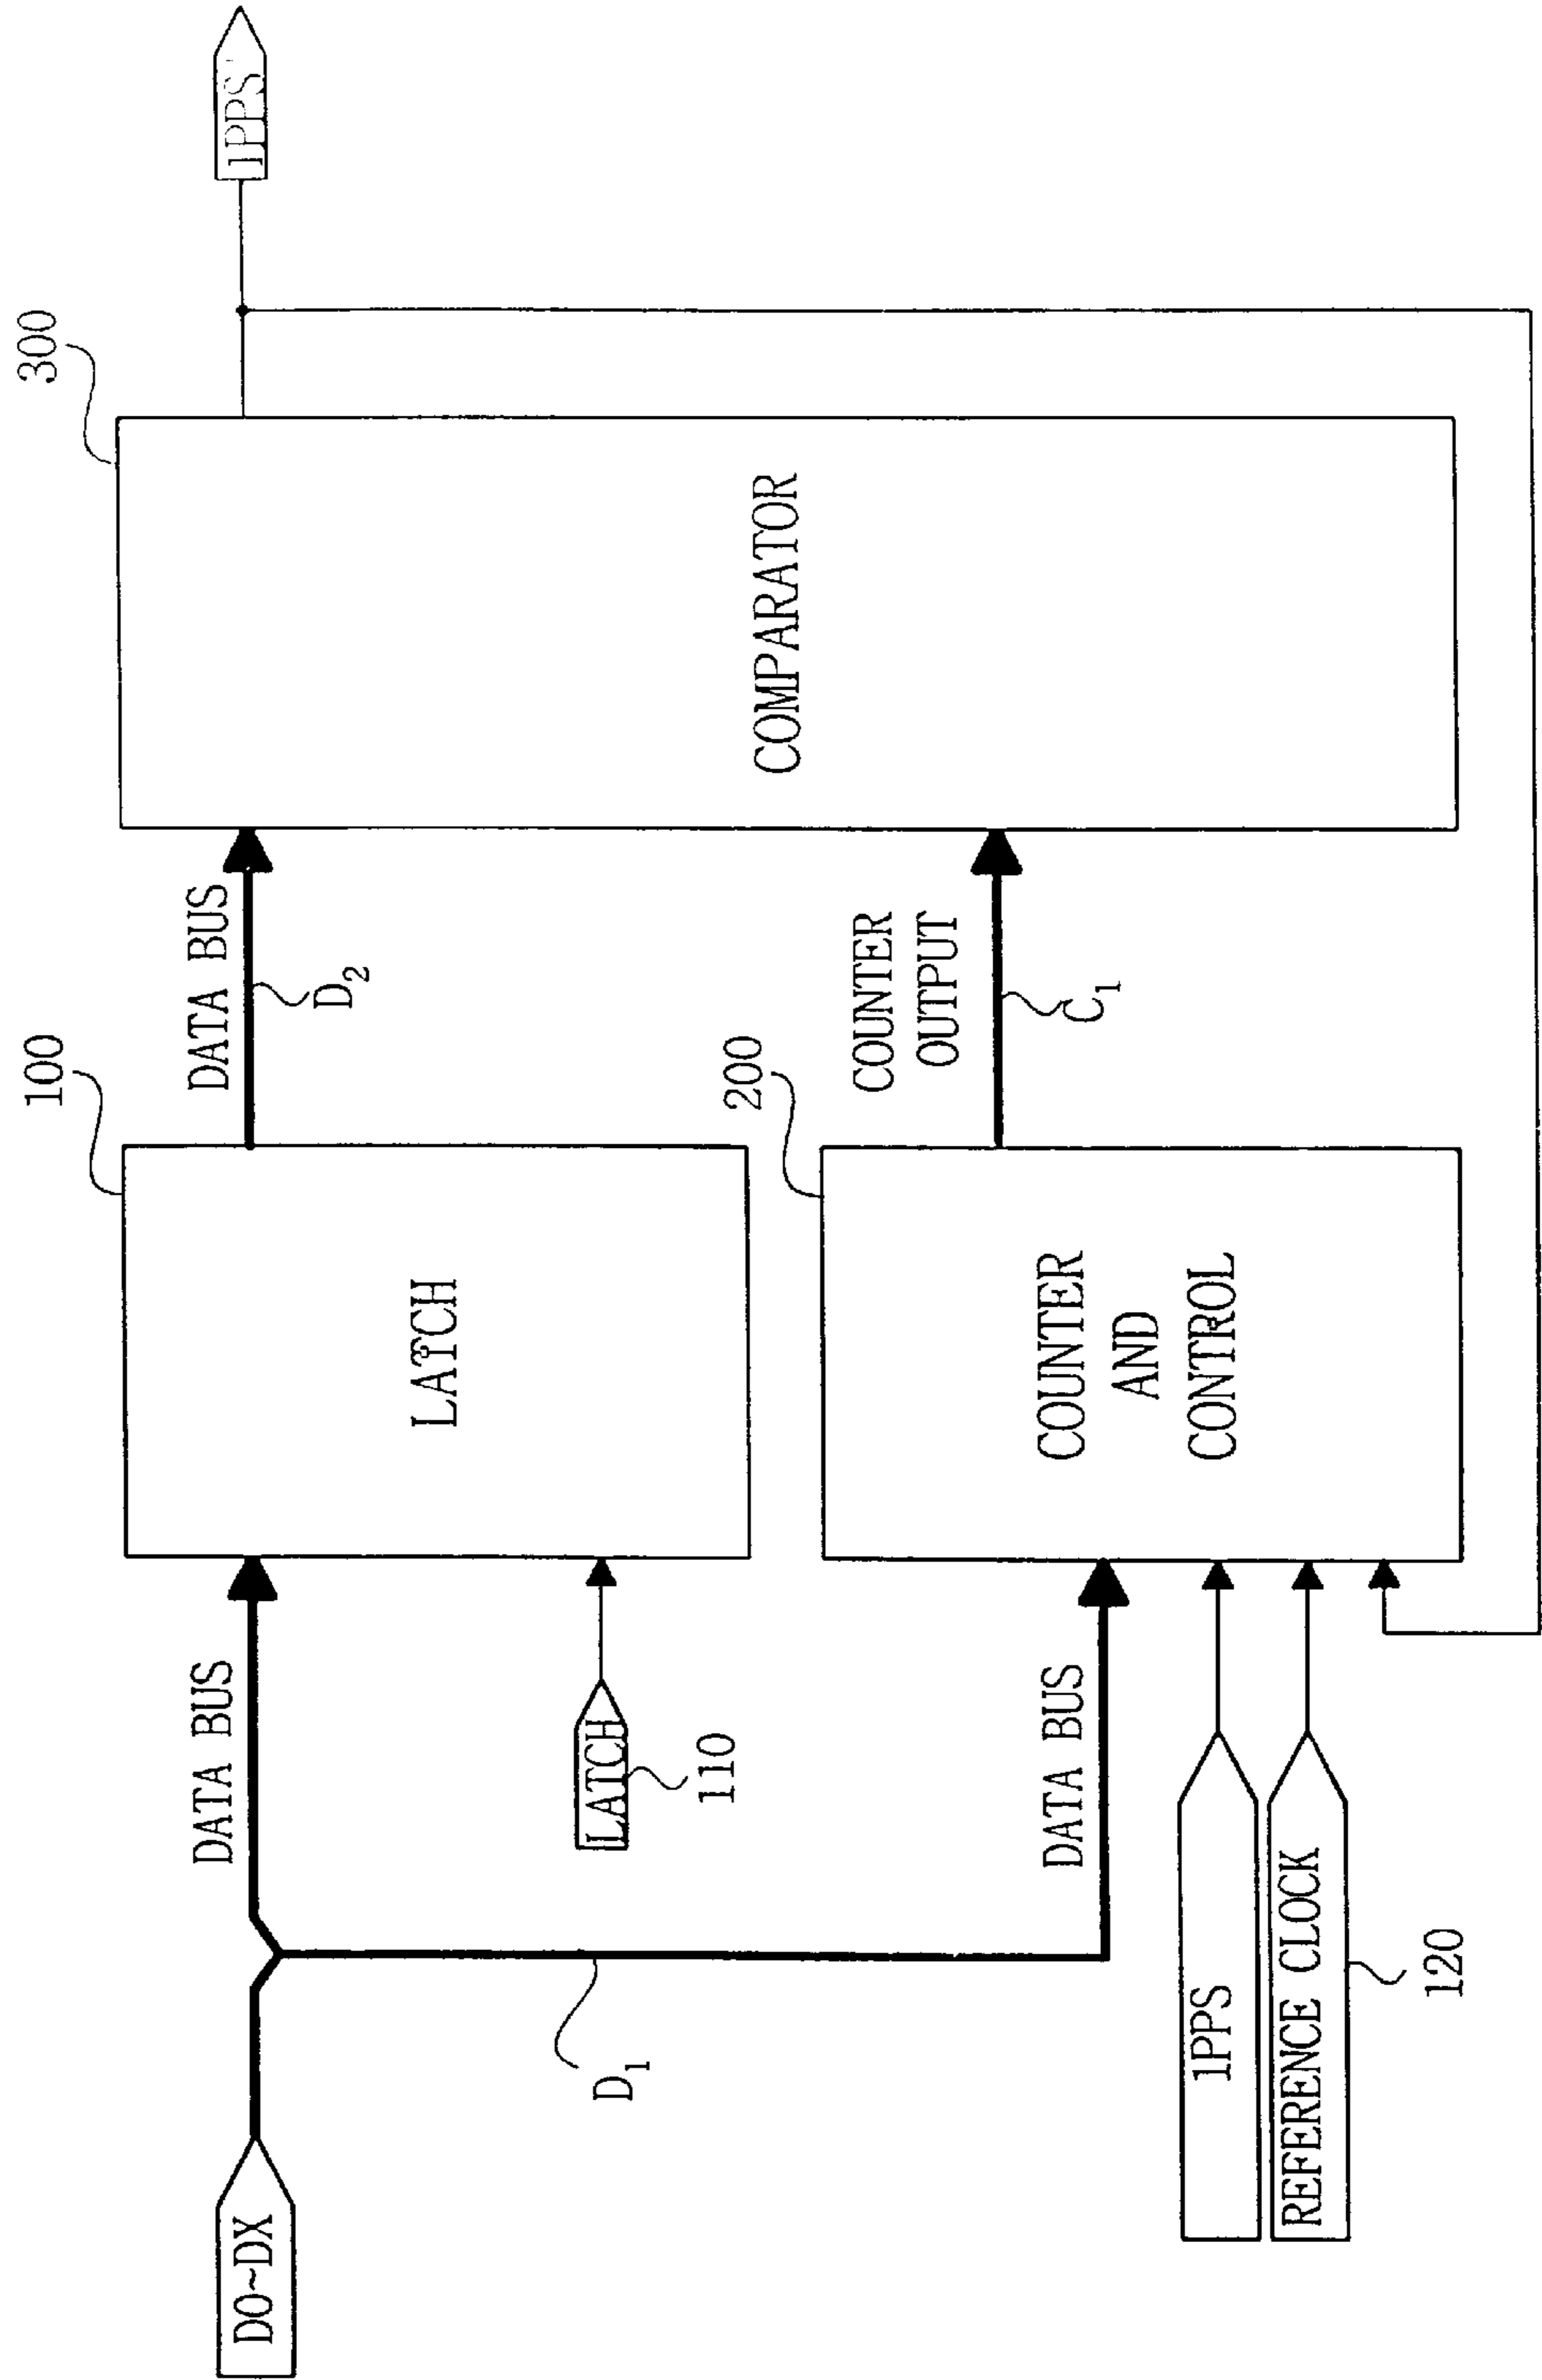 100
300
1PPS'
DATA BUS
DATA BUS
D2
DO~DX
LATCH
LATCH
110
D1
COMPARATOR
200
COUNTER
OUTPUT
C1
DATA BUS
COUNTER
AND
CONTROL
1PPS
REFERENCE CLOCK
120